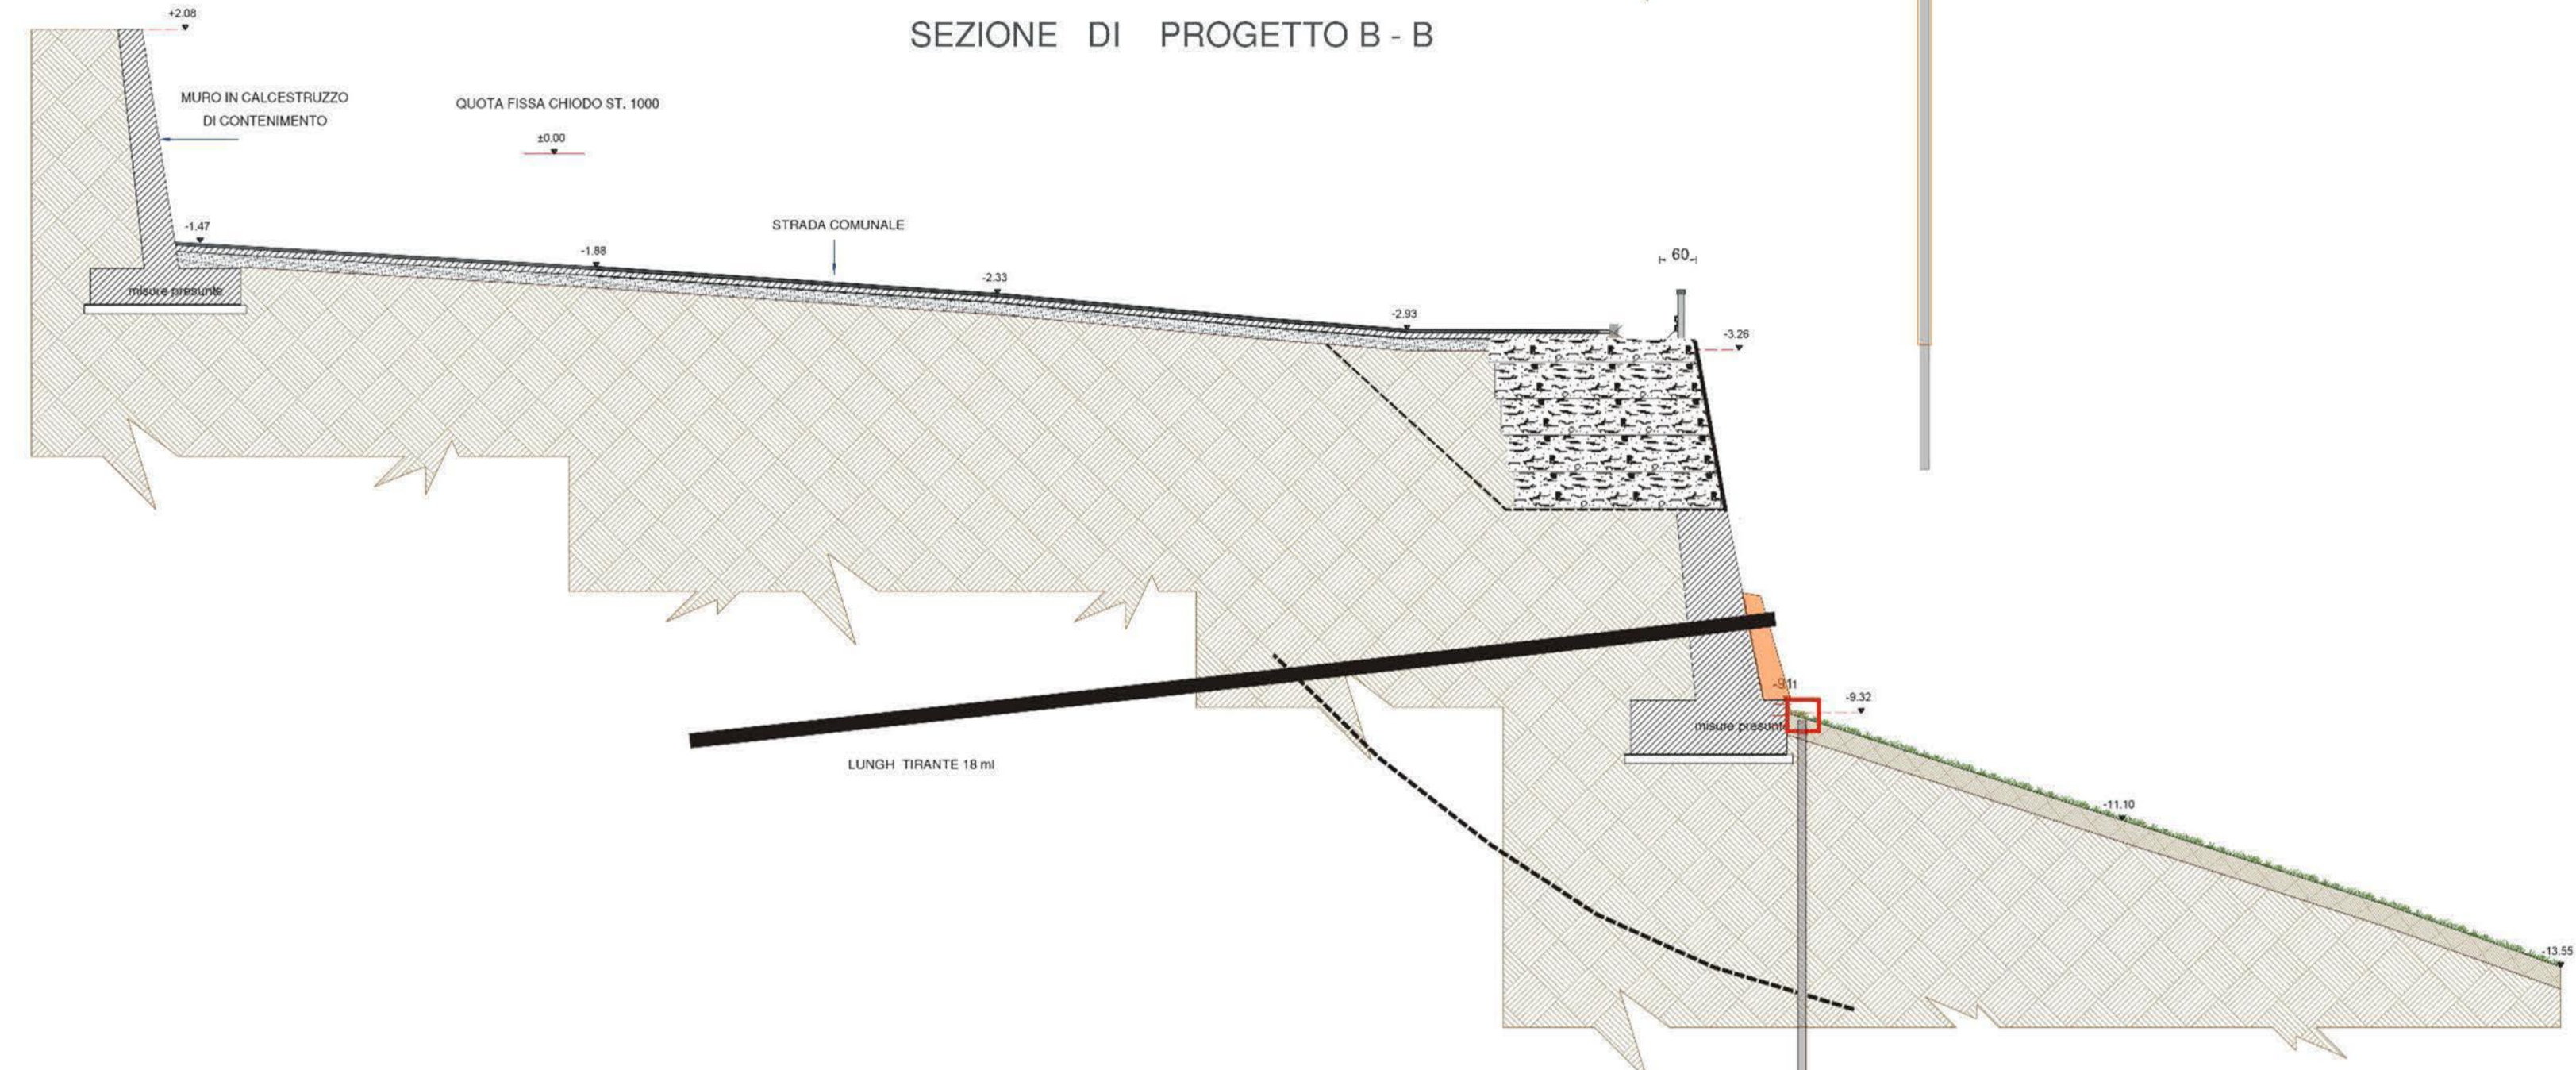 +2.08
SEZIONE DI PROGETTO B - B
MURO IN CALCESTRUZZO
DI CONTENIMENTO
QUOTA FISSA CHIODO ST. 1000
±0.00
-1.47
STRADA COMUNALE
-1.88
-2.33
60
-2.93
-3.26
misure presunte
-9.32
misure presunte
LUNGH TIRANTE 18 ml
-11.10
-13.55